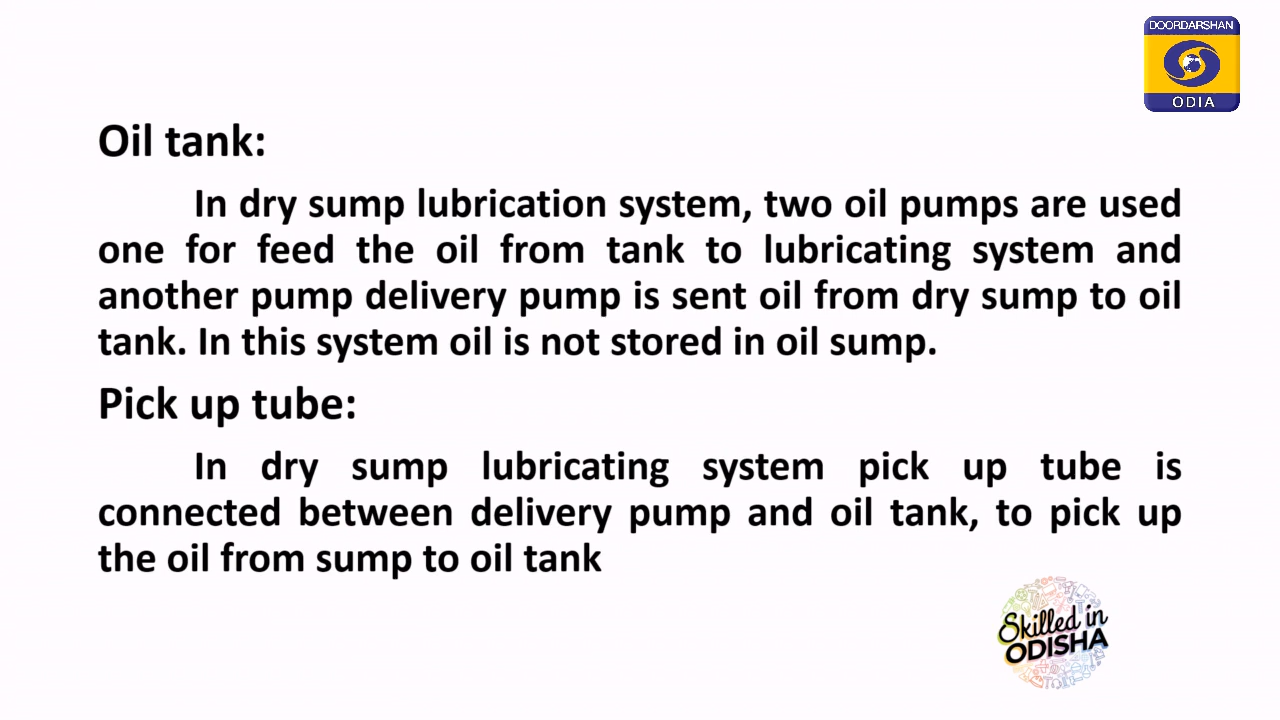 DOORDARSHAN
ODIA
Oil tank:
In dry sump lubrication system, two oil pumps are used
one for feed the oil from tank to lubricating system and
another pump delivery pump is sent oil from dry sump to oil
tank. In this system oil is not stored in oil sump.
Pick up tube:
In dry sump lubricating system pick up tube is
connected between delivery pump and oil tank, to pick up
the oil from sump to oil tank
Skilled in
ODISHA